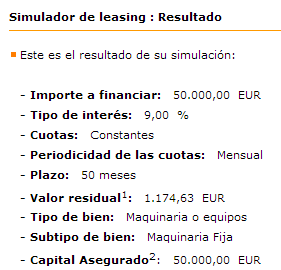 Simulador de leasing : Resultado
Este es el resultado de su simulación:
- Importe a financiar: 50.000,00 EUR
- Tipo de interés: 9,00 %
- Cuotas: Constantes
- Periodicidad de las cuotas: Mensual
- Plazo: 50 meses
- Valor residual¹: 1.174,63 EUR
- Tipo de bien: Maquinaria o equipos
- Subtipo de bien: Maquinaria Fija
- Capital Asegurado²: 50.000,00 EUR